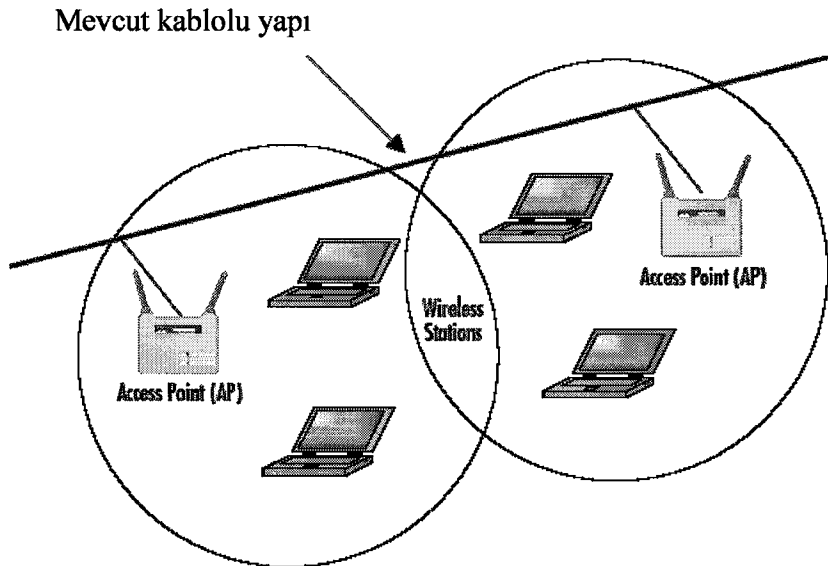 Mevcut kablolu yapı
Access Point (AP)
Wireless
Stations
Access Point (AP)